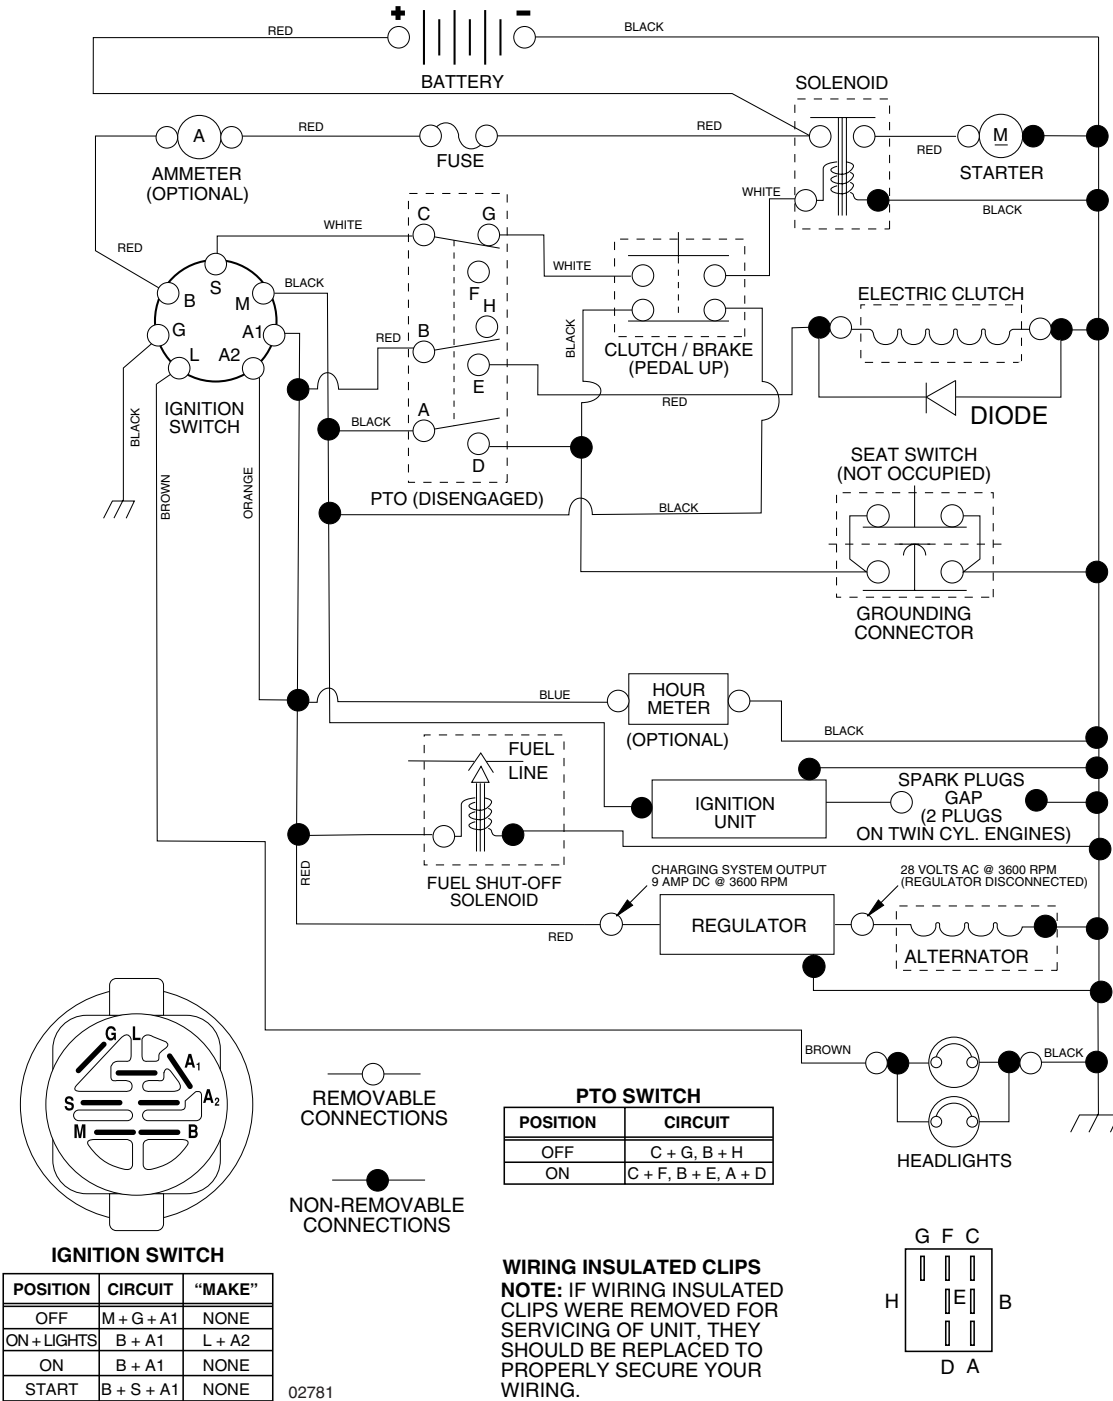 + -
RED
BLACK
BATTERY
SOLENOID
RED
A
RED
RED
RED
M
AMMETER
(OPTIONAL)
FUSE
STARTER
WHITE
BLACK
C G
WHITE
RED
S
BLACK
WHITE
B
M
F
ELECTRIC CLUTCH
H
G
A1
B
RED
BLACK
L
A2
CLUTCH / BRAKE
(PEDAL UP)
E
RED
IGNITION
SWITCH
A
BLACK
BLACK
DIODE
D
SEAT SWITCH
(NOT OCCUPIED)
BROWN
ORANGE
PTO (DISENGAGED)
BLACK
GROUNDING
CONNECTOR
BLUE
HOUR
METER
(OPTIONAL)
BLACK
FUEL
LINE
IGNITION
UNIT
SPARK PLUGS
GAP
(2 PLUGS
ON TWIN CYL. ENGINES)
RED
FUEL SHUT-OFF
SOLENOID
CHARGING SYSTEM OUTPUT
9 AMP DC @ 3600 RPM
28 VOLTS AC @ 3600 RPM
(REGULATOR DISCONNECTED)
RED
REGULATOR
ALTERNATOR
BROWN
BLACK
HEADLIGHTS
G L
A1
A2
S
M B
REMOVABLE
CONNECTIONS
NON-REMOVABLE
CONNECTIONS
PTO SWITCH
POSITION CIRCUIT
OFF C + G, B + H
ON C + F, B + E, A + D
IGNITION SWITCH
POSITION CIRCUIT “MAKE”
OFF M + G + A1 NONE
ON + LIGHTS B + A1 L + A2
ON B + A1 NONE
START B + S + A1 NONE
02781
WIRING INSULATED CLIPS
NOTE: IF WIRING INSULATED
CLIPS WERE REMOVED FOR
SERVICING OF UNIT, THEY
SHOULD BE REPLACED TO
PROPERLY SECURE YOUR
WIRING.
G F C
H E B
D A